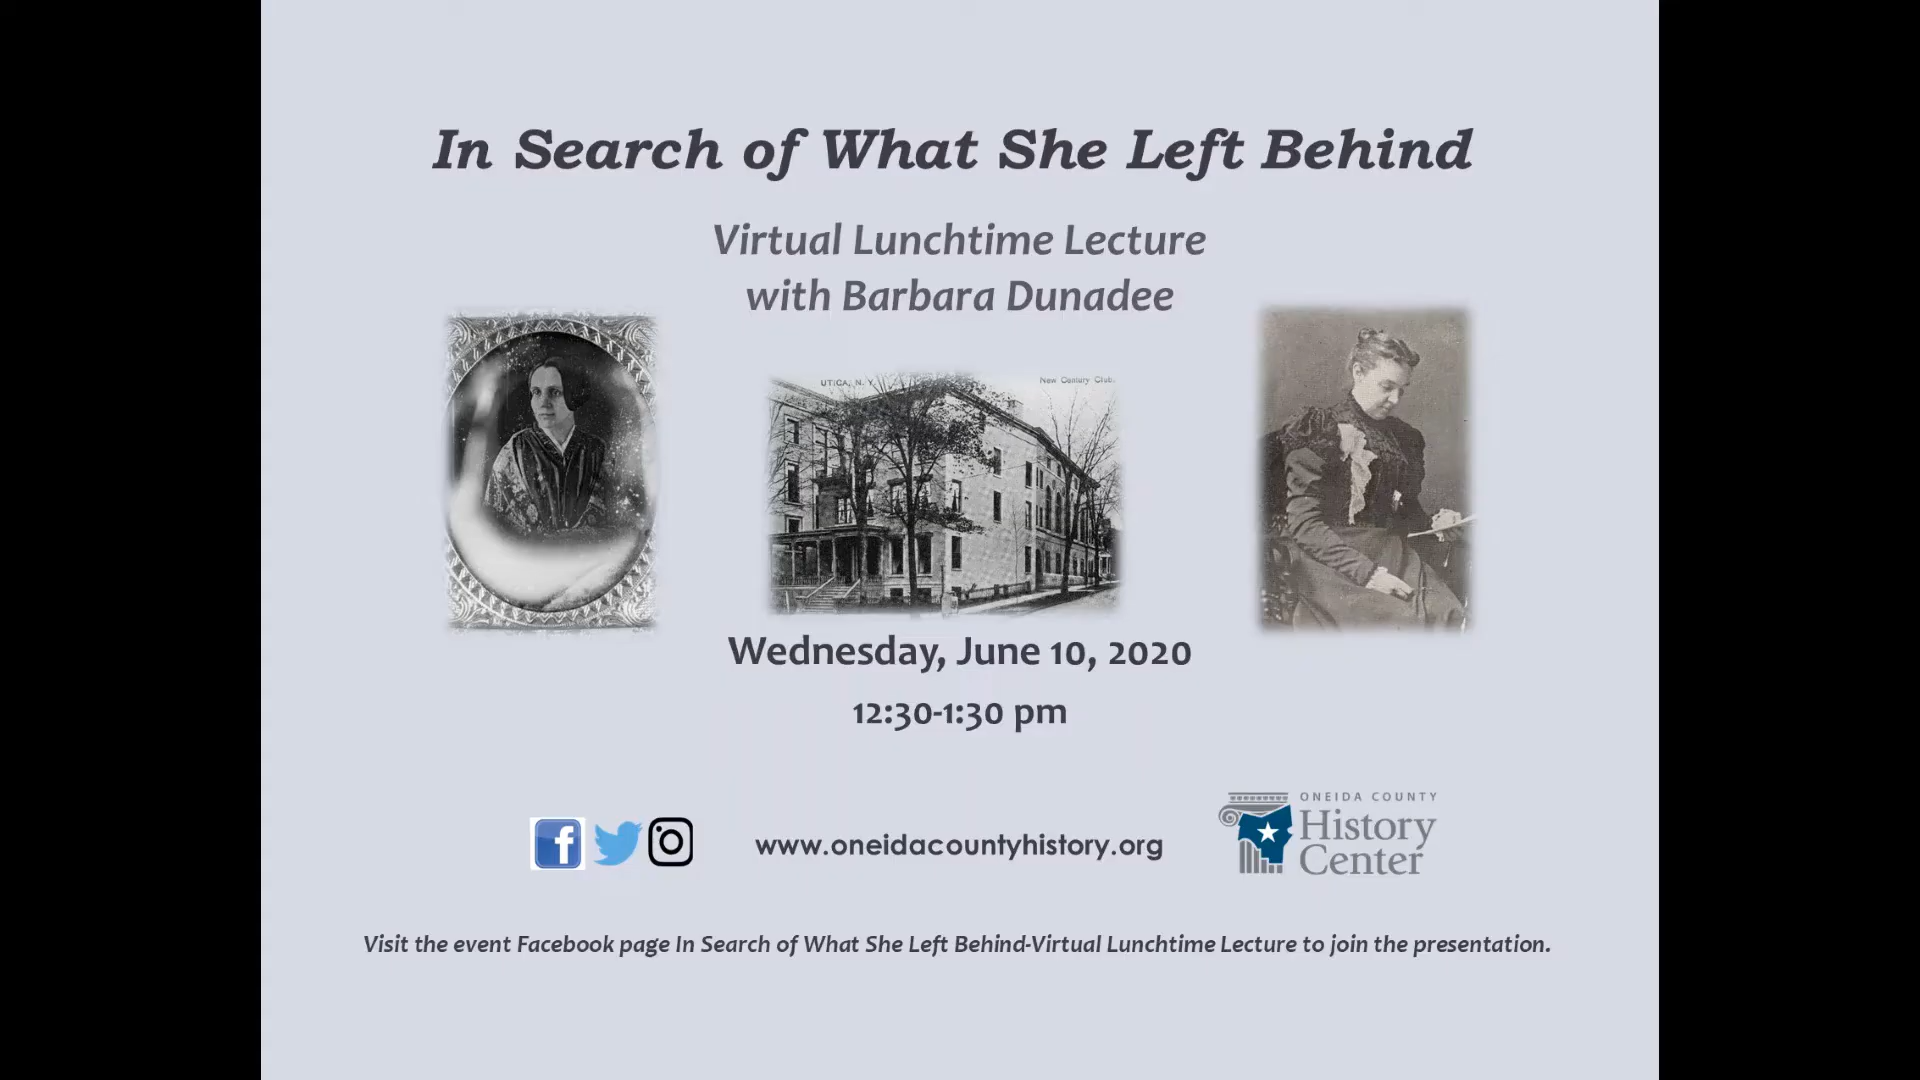 In Search of What She Left Behind
Virtual Lunchtime Lecture
with Barbara Dunadee
UTICA, N. Y.
New Century Club.
Wednesday, June 10, 2020
12:30-1:30 pm
f
www.oneidacountyhistory.org
ONEIDA COUNTY
History
Center
Visit the event Facebook page In Search of What She Left Behind-Virtual Lunchtime Lecture to join the presentation.